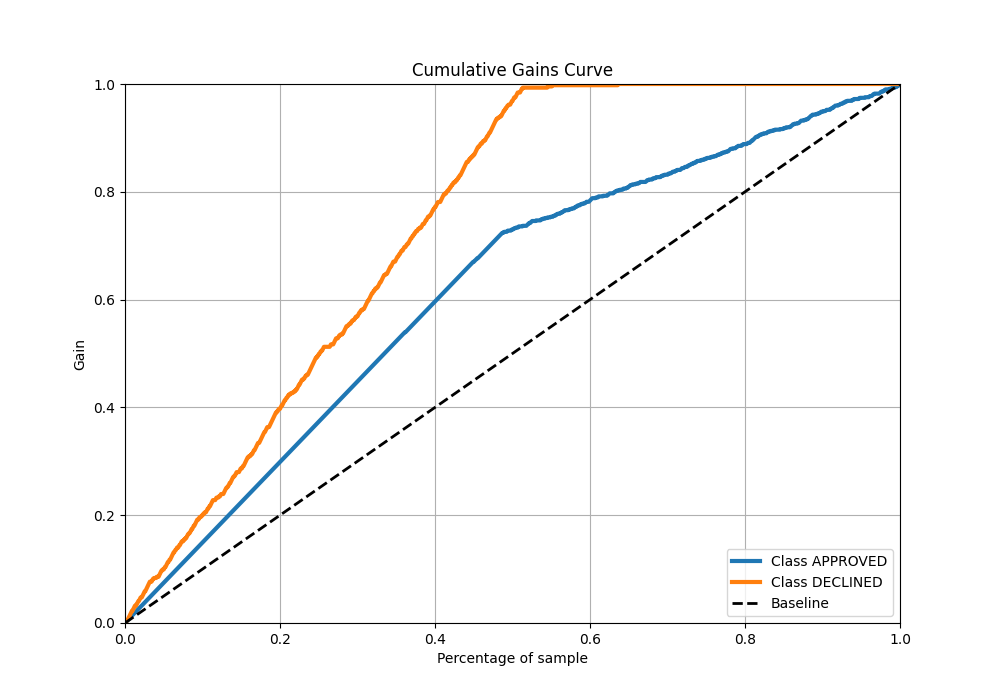 Cumulative Gains Curve
1.0
0.8
0.6
0.4
0.2
0.0
Gain
0.0 0.2 0.4 0.6 0.8 1.0
Percentage of sample
Class APPROVED
Class DECLINED
Baseline